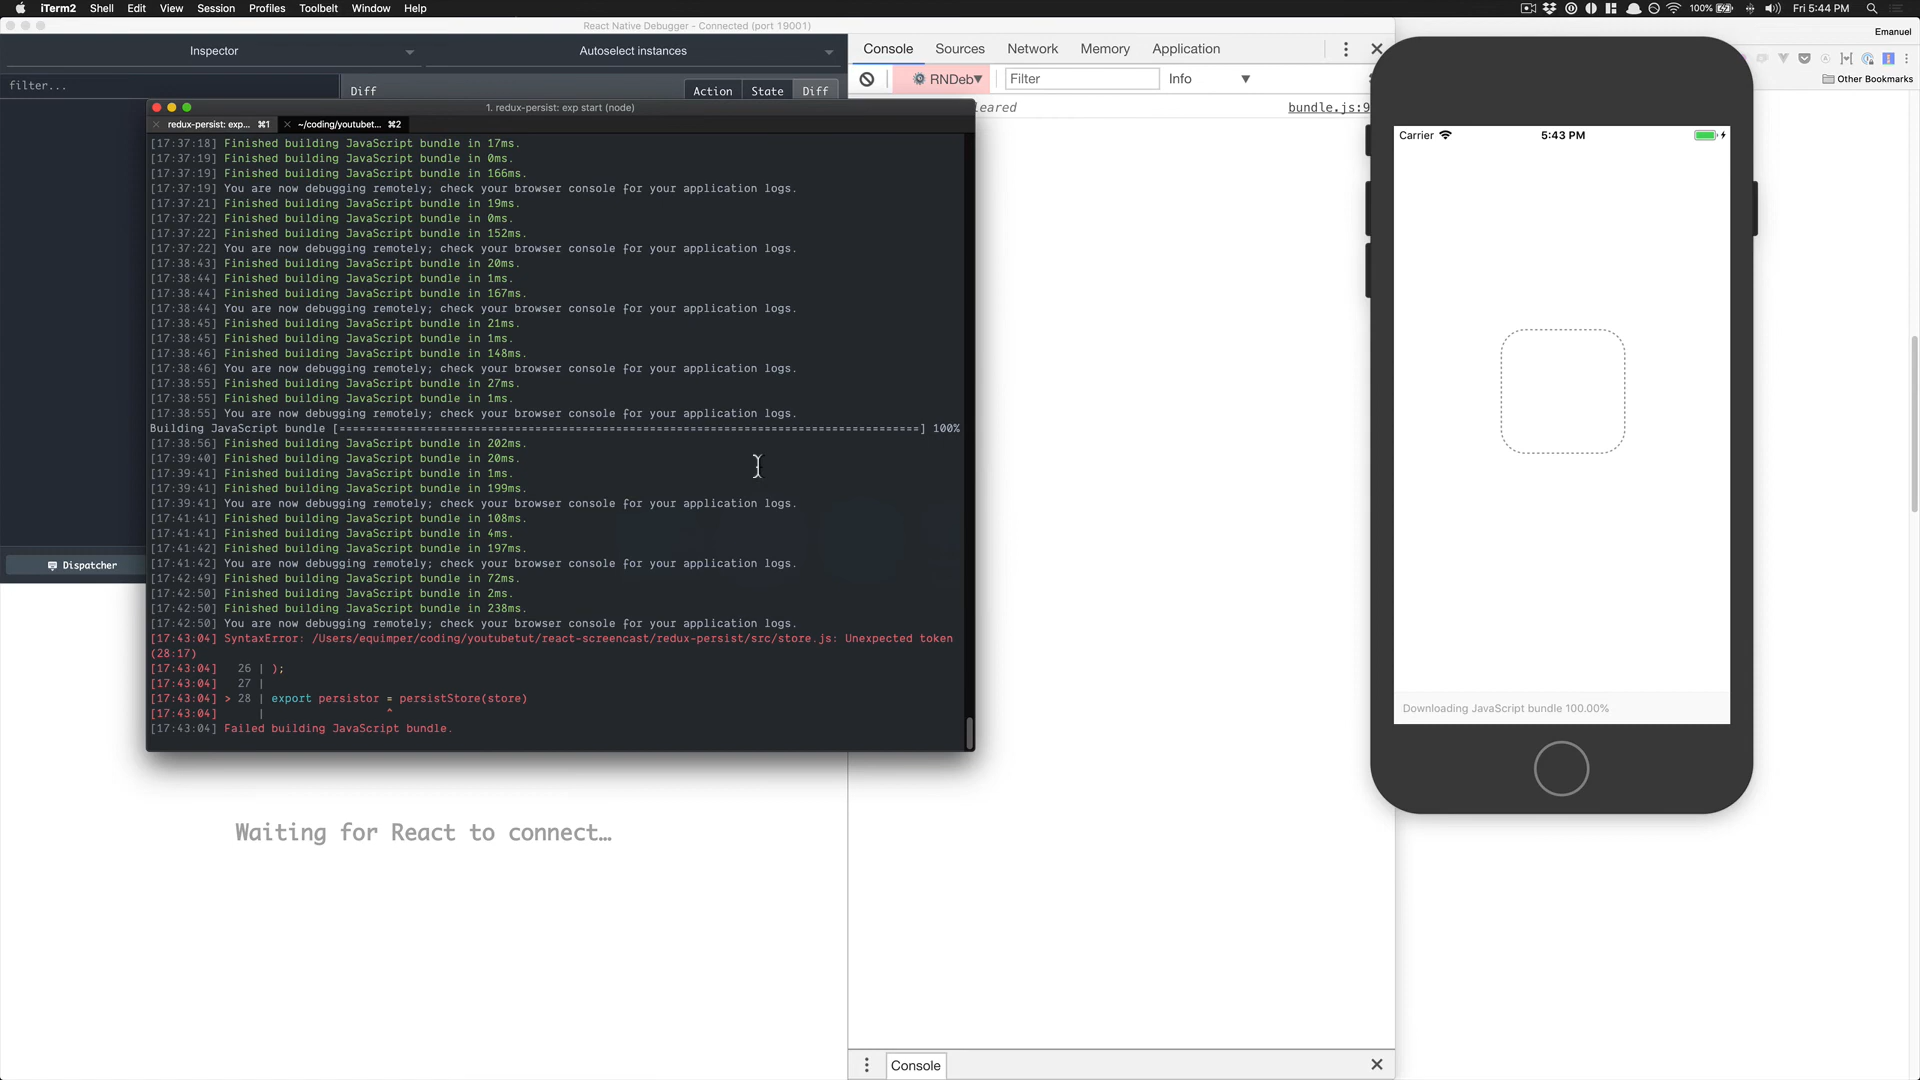 iTerm2 Shell Edit View Session Profiles Toolbelt Window Help
100% Fri 5:44 PM
React Native Debugger - Connected (port 19001)
Emanuel
Inspector
Autoselect instances
Console Sources Network Memory Application
Other Bookmarks
filter...
Diff
Action State Diff
RNDeb▾
Filter
Info
1. redux-persist: exp start (node)
leared
bundle.js:9
redux-persist: exp... ⌘1
~/coding/youtubet... ⌘2
[17:37:18] Finished building JavaScript bundle in 17ms.
[17:37:19] Finished building JavaScript bundle in 0ms.
[17:37:19] Finished building JavaScript bundle in 166ms.
[17:37:19] You are now debugging remotely; check your browser console for your application logs.
[17:37:21] Finished building JavaScript bundle in 19ms.
[17:37:22] Finished building JavaScript bundle in 0ms.
[17:37:22] Finished building JavaScript bundle in 152ms.
[17:37:22] You are now debugging remotely; check your browser console for your application logs.
[17:38:43] Finished building JavaScript bundle in 20ms.
[17:38:44] Finished building JavaScript bundle in 1ms.
[17:38:44] Finished building JavaScript bundle in 167ms.
[17:38:44] You are now debugging remotely; check your browser console for your application logs.
[17:38:45] Finished building JavaScript bundle in 21ms.
[17:38:45] Finished building JavaScript bundle in 1ms.
[17:38:46] Finished building JavaScript bundle in 148ms.
[17:38:46] You are now debugging remotely; check your browser console for your application logs.
[17:38:55] Finished building JavaScript bundle in 27ms.
[17:38:55] Finished building JavaScript bundle in 1ms.
[17:38:55] You are now debugging remotely; check your browser console for your application logs.
Building JavaScript bundle [======================================================================================] 100%
[17:38:56] Finished building JavaScript bundle in 202ms.
[17:39:40] Finished building JavaScript bundle in 20ms.
[17:39:41] Finished building JavaScript bundle in 1ms.
[17:39:41] Finished building JavaScript bundle in 199ms.
[17:39:41] You are now debugging remotely; check your browser console for your application logs.
[17:41:41] Finished building JavaScript bundle in 108ms.
[17:41:41] Finished building JavaScript bundle in 4ms.
[17:41:42] Finished building JavaScript bundle in 197ms.
[17:41:42] You are now debugging remotely; check your browser console for your application logs.
[17:42:49] Finished building JavaScript bundle in 72ms.
[17:42:50] Finished building JavaScript bundle in 2ms.
[17:42:50] Finished building JavaScript bundle in 238ms.
[17:42:50] You are now debugging remotely; check your browser console for your application logs.
[17:43:04] SyntaxError: /Users/equimper/coding/youtubetut/react-screencast/redux-persist/src/store.js: Unexpected token
(28:17)
[17:43:04] 26 | );
[17:43:04] 27 |
[17:43:04] > 28 | export persistor = persistStore(store)
[17:43:04] | ^
[17:43:04] Failed building JavaScript bundle.
Dispatcher
Waiting for React to connect…
Console
Carrier 5:43 PM
Downloading JavaScript bundle 100.00%